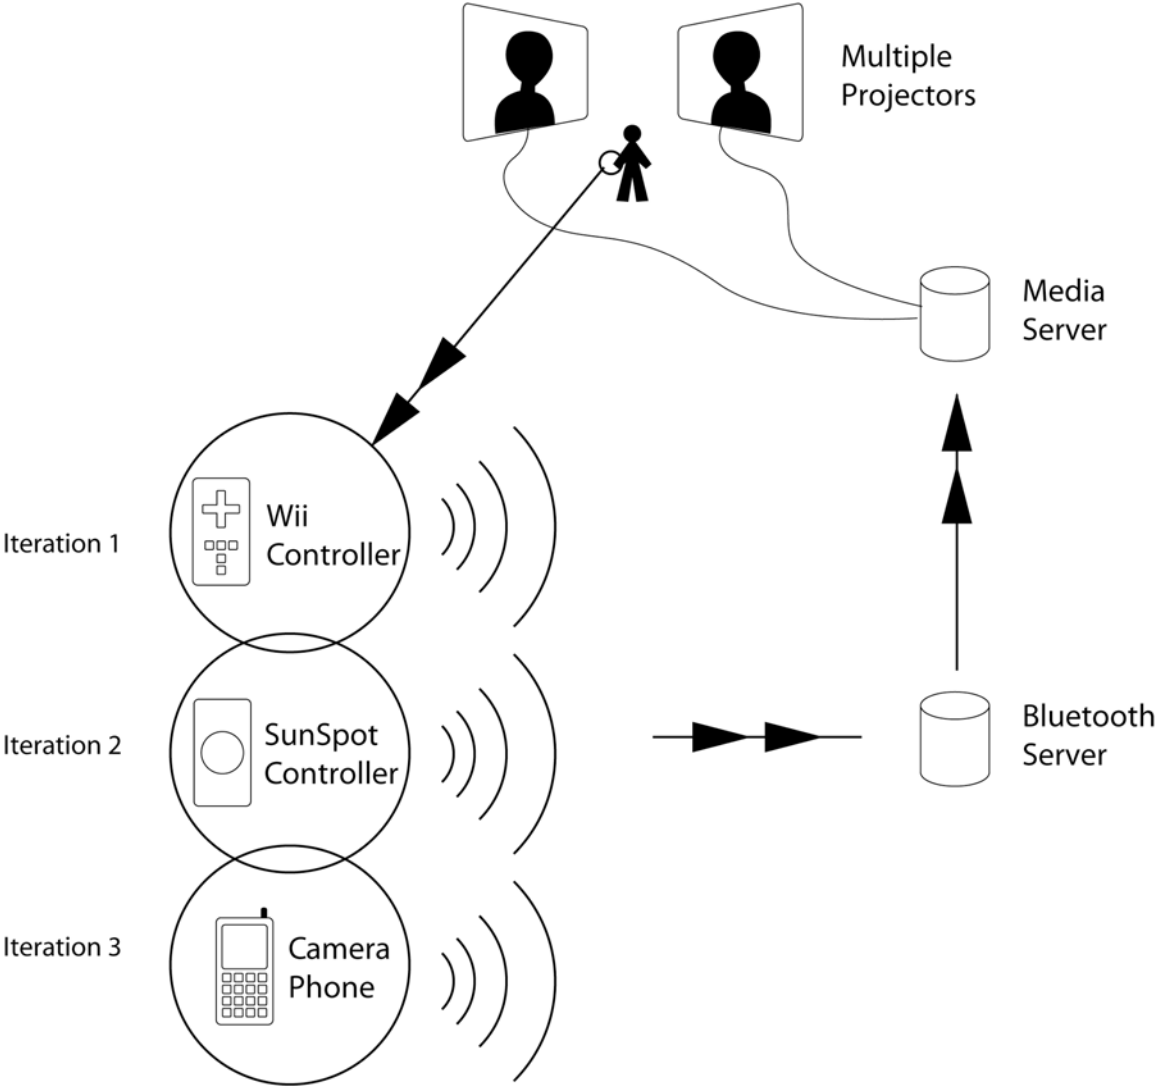 Multiple
Projectors
Media
Server
Iteration 1
Wii
Controller
Iteration 2
SunSpot
Controller
Bluetooth
Server
Iteration 3
Camera
Phone